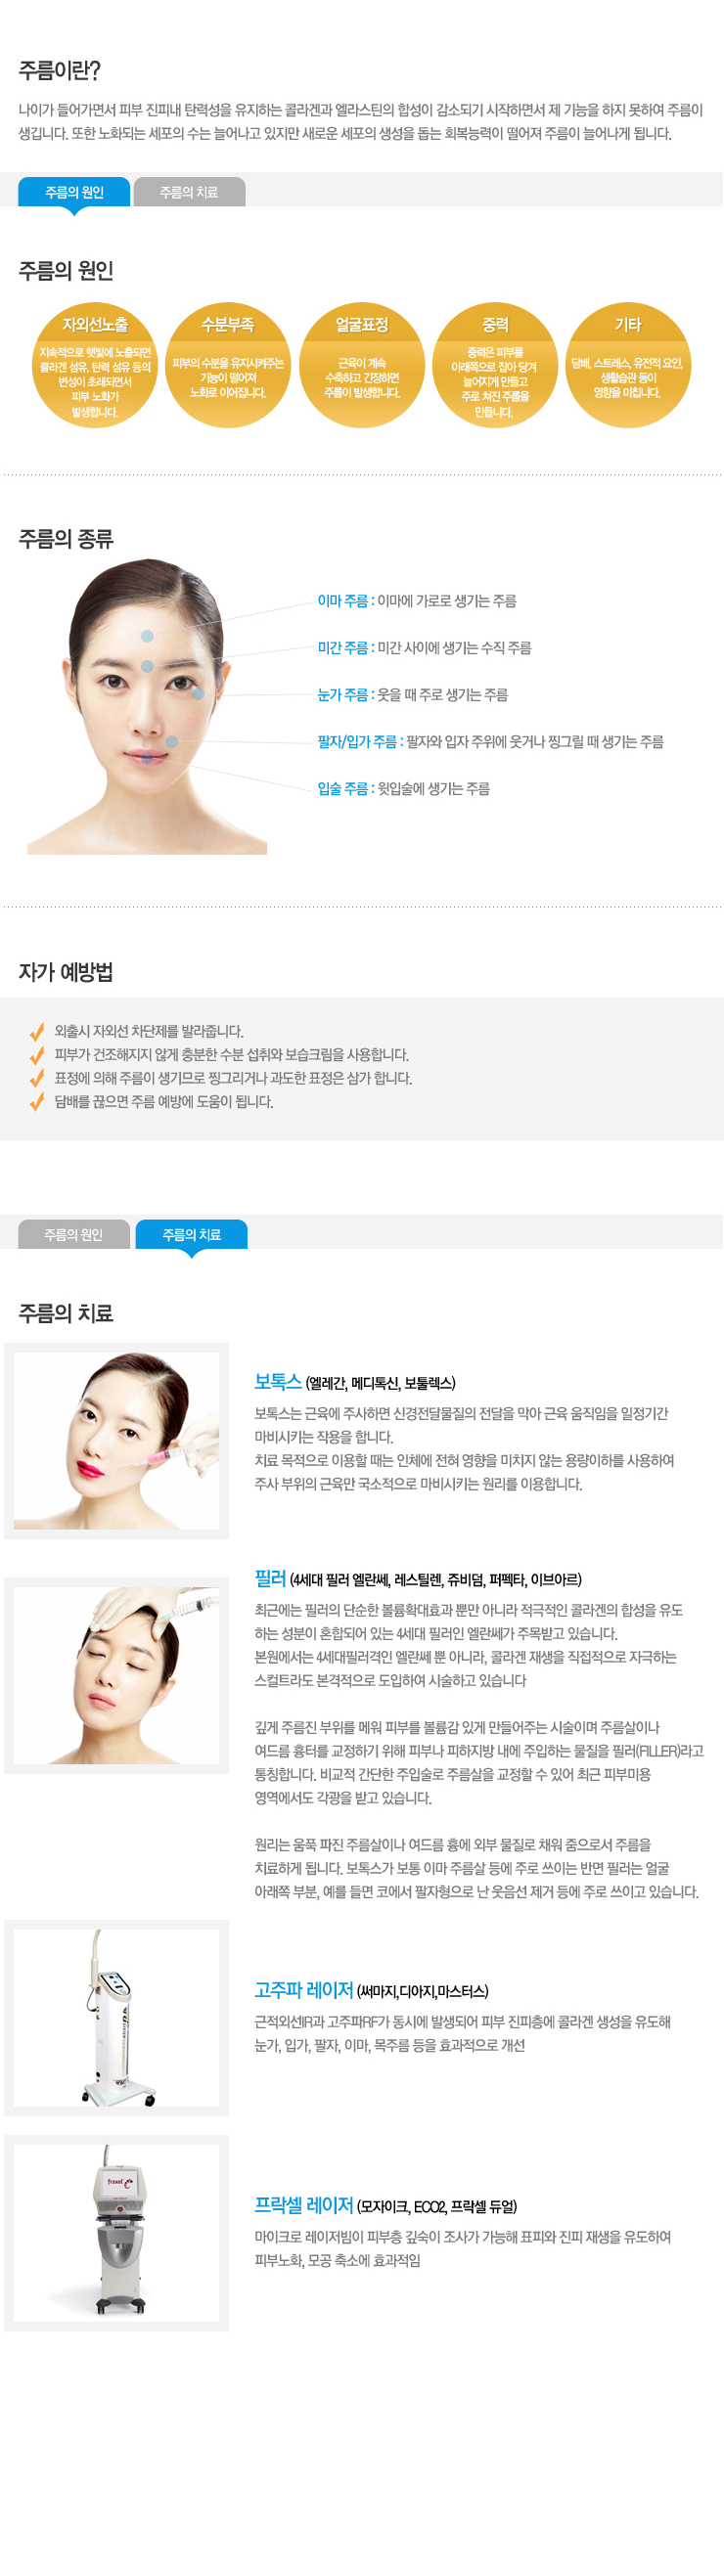 주름이란?
나이가 들어가면서 피부 진피내 탄력성을 유지하는 콜라겐과 엘라스틴의 합성이 감소되기 시작하면서 제 기능을 하지 못하여 주름이
생깁니다. 또한 노화되는 세포의 수는 늘어나고 있지만 새로운 세포의 생성을 돕는 회복능력이 떨어져 주름이 늘어나게 됩니다.
주름의 원인 주름의 치료
주름의 원인
자외선노출
지속적으로 햇빛에 노출되면
콜라겐 섬유, 탄력 섬유 등의
변성이 초래되면서
피부 노화가
발생합니다.
수분부족
피부의 수분을 유지시켜주는
기능이 떨어져
노화로 이어집니다.
얼굴표정
근육이 계속
수축하고 긴장하면
주름이 발생합니다.
중력
중력은 피부를
아래쪽으로 잡아 당겨
늘어지게 만들고
주로 쳐진 주름을
만듭니다.
기타
담배, 스트레스, 유전적 요인,
생활습관 등이
영향을 미칩니다.
주름의 종류
이마 주름 : 이마에 가로로 생기는 주름
미간 주름 : 미간 사이에 생기는 수직 주름
눈가 주름 : 웃을 때 주로 생기는 주름
팔자/입가 주름 : 팔자와 입자 주위에 웃거나 찡그릴 때 생기는 주름
입술 주름 : 윗입술에 생기는 주름
자가 예방법
외출시 자외선 차단제를 발라줍니다.
피부가 건조해지지 않게 충분한 수분 섭취와 보습크림을 사용합니다.
표정에 의해 주름이 생기므로 찡그리거나 과도한 표정은 삼가 합니다.
담배를 끊으면 주름 예방에 도움이 됩니다.
주름의 원인 주름의 치료
주름의 치료
보톡스 (엘레간, 메디톡신, 보툴렉스)
보톡스는 근육에 주사하면 신경전달물질의 전달을 막아 근육 움직임을 일정기간
마비시키는 작용을 합니다.
치료 목적으로 이용할 때는 인체에 전혀 영향을 미치지 않는 용량이하를 사용하여
주사 부위의 근육만 국소적으로 마비시키는 원리를 이용합니다.
필러 (4세대 필러 엘란쎄, 레스틸렌, 쥬비덤, 퍼펙타, 이브아르)
최근에는 필러의 단순한 볼륨확대효과 뿐만 아니라 적극적인 콜라겐의 합성을 유도
하는 성분이 혼합되어 있는 4세대 필러인 엘란쎄가 주목받고 있습니다.
본원에서는 4세대필러격인 엘란쎄 뿐 아니라, 콜라겐 재생을 직접적으로 자극하는
스컬트라도 본격적으로 도입하여 시술하고 있습니다
깊게 주름진 부위를 메워 피부를 볼륨감 있게 만들어주는 시술이며 주름살이나
여드름 흉터를 교정하기 위해 피부나 피하지방 내에 주입하는 물질을 필러(FILLER)라고
통칭합니다. 비교적 간단한 주입술로 주름살을 교정할 수 있어 최근 피부미용
영역에서도 각광을 받고 있습니다.
원리는 움푹 파진 주름살이나 여드름 흉에 외부 물질로 채워 줌으로서 주름을
치료하게 됩니다. 보톡스가 보통 이마 주름살 등에 주로 쓰이는 반면 필러는 얼굴
아래쪽 부분, 예를 들면 코에서 팔자형으로 난 웃음선 제거 등에 주로 쓰이고 있습니다.
고주파 레이저 (써마지,디아지,마스터스)
근적외선IR과 고주파RF가 동시에 발생되어 피부 진피층에 콜라겐 생성을 유도해
눈가, 입가, 팔자, 이마, 목주름 등을 효과적으로 개선
fraxel
프락셀 레이저 (모자이크, ECO2, 프락셀 듀얼)
마이크로 레이저빔이 피부층 깊숙이 조사가 가능해 표피와 진피 재생을 유도하여
피부노화, 모공 축소에 효과적임